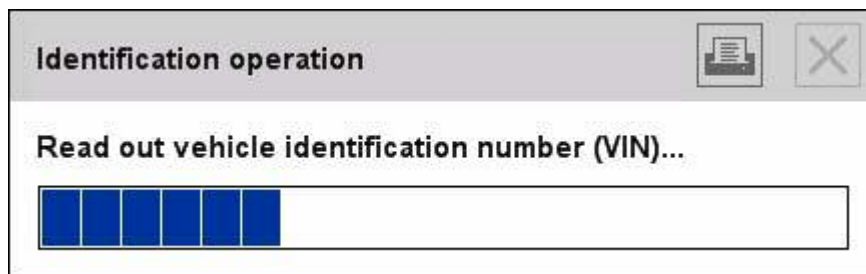 Identification operation
Read out vehicle identification number (VIN)...